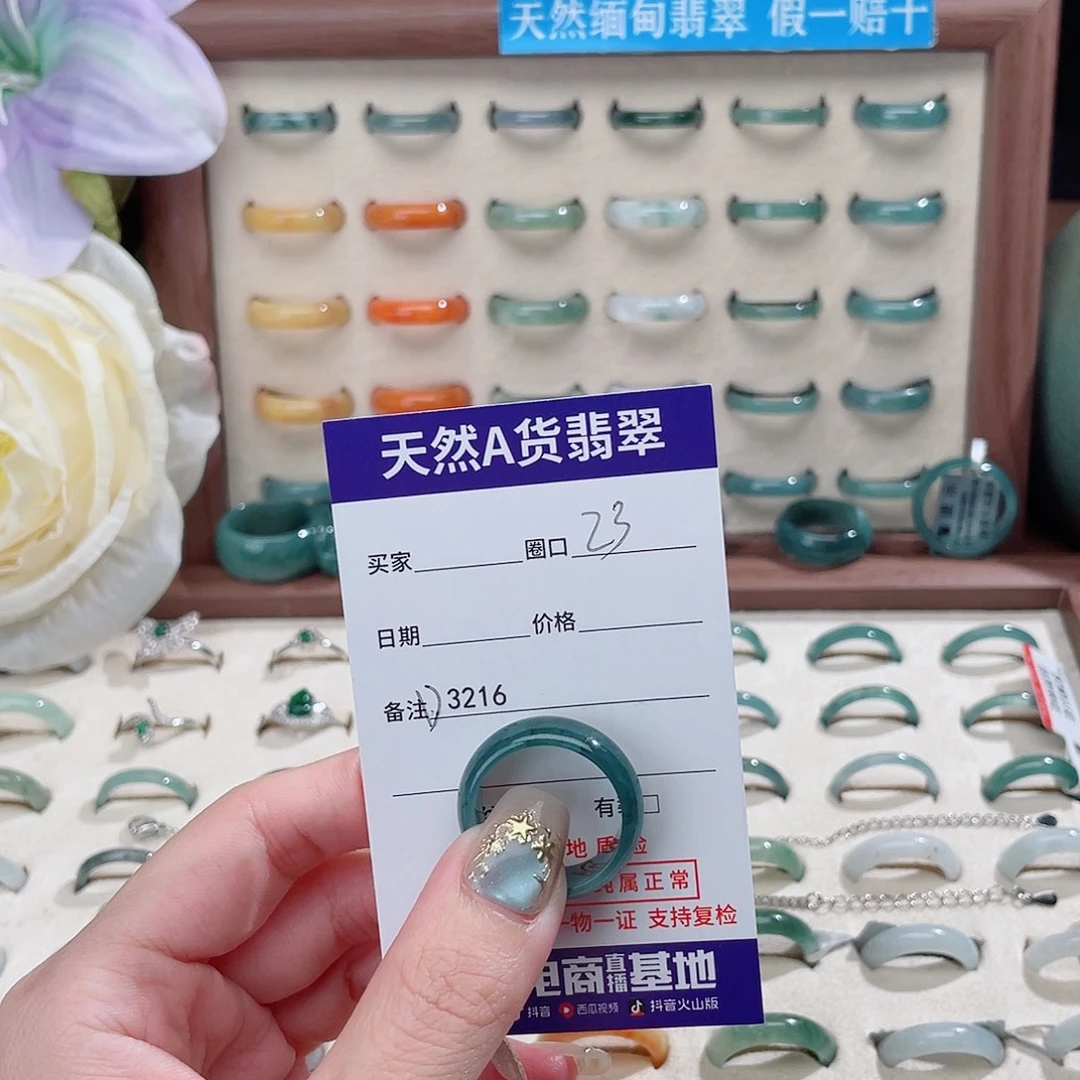 天然缅甸翡翠 假一赔十
天然A货翡翠
买家 圈口 23
日期 价格
备注 3216
地 质检
纯属正常
一物一证 支持复检
电商直播基地
抖音 西瓜视频 抖音火山版